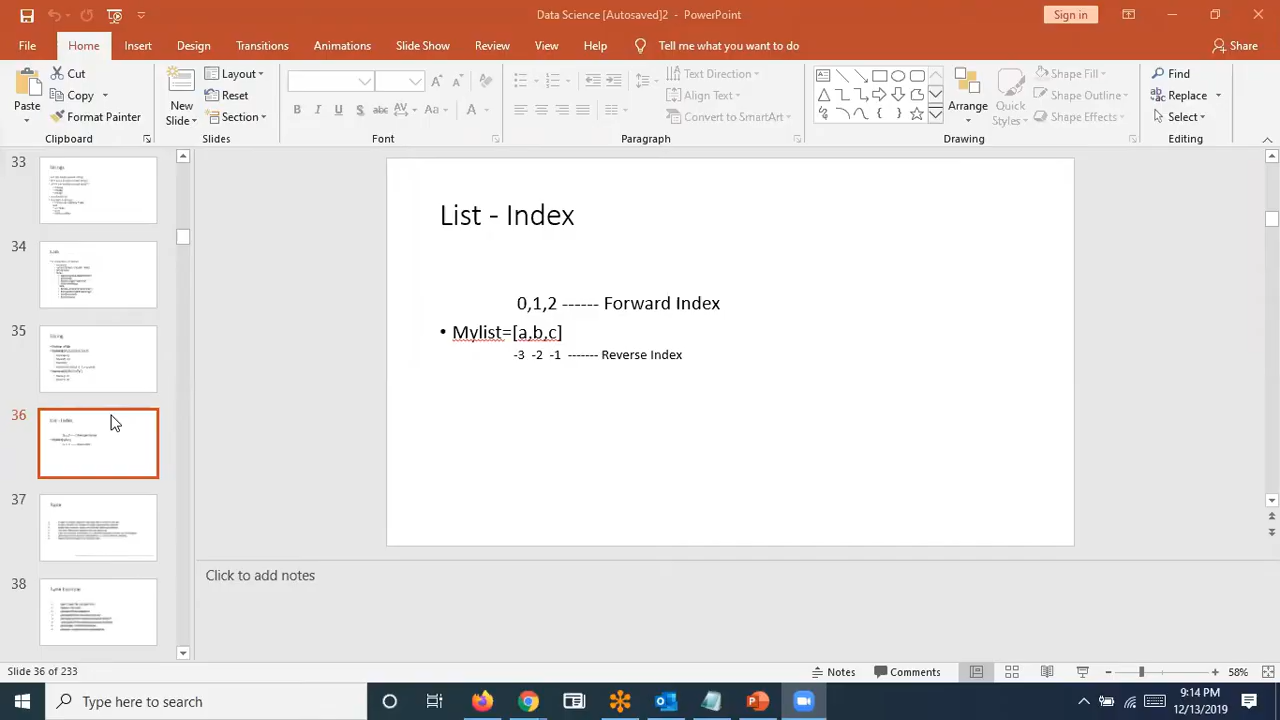 Data Science [Autosaved]2 - PowerPoint
Sign in
File Home Insert Design Transitions Animations Slide Show Review View Help Tell me what you want to do Share
Paste
Cut
Copy
Format Painter
Clipboard
New
Slide
Layout
Reset
Section
Slides
Font
Text Direction
Align Text
Convert to SmartArt
Paragraph
Arrange
Quick
Styles
Shape Fill
Shape Outline
Shape Effects
Drawing
Find
Replace
Select
Editing
33
34
35
36
37
38
List - Index
0,1,2 ------ Forward Index
• Mylist=[a,b,c]
-3 -2 -1 ------- Reverse Index
Click to add notes
Slide 36 of 233
Notes Comments 58%
Type here to search
9:14 PM
12/13/2019